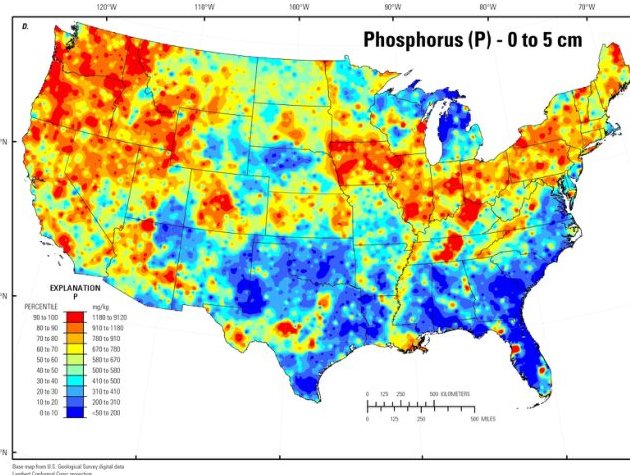 D.
120°W 110°W 100°W 90°W 80°W 70°W
Phosphorus (P) - 0 to 5 cm
°N
°N
°N
EXPLANATION
P
PERCENTILE mg/kg
90 to 100 1180 to 9120
80 to 90 910 to 1180
70 to 80 780 to 910
60 to 70 670 to 780
50 to 60 580 to 670
40 to 50 500 to 580
30 to 40 410 to 500
20 to 30 310 to 410
10 to 20 200 to 310
0 to 10 <50 to 200
0 125 250 500 KILOMETERS
0 125 250 500 MILES
Base map from U.S. Geological Survey digital data
Lambert Conformal Conic projection